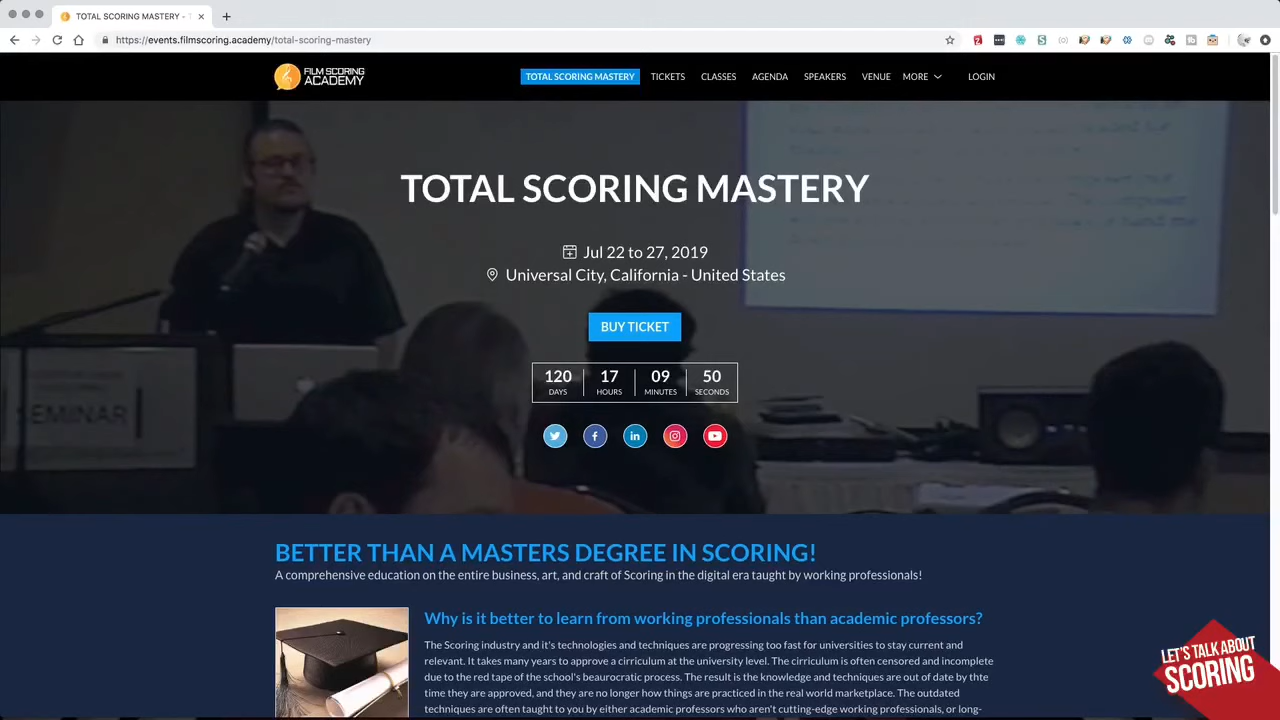 TOTAL SCORING MASTERY -
https://events.filmscoring.academy/total-scoring-mastery
FILM SCORING
ACADEMY
TOTAL SCORING MASTERY
TICKETS
CLASSES
AGENDA
SPEAKERS
VENUE
MORE
LOGIN
TOTAL SCORING MASTERY
Jul 22 to 27, 2019
Universal City, California - United States
BUY TICKET
120 17 09 50
DAYS HOURS MINUTES SECONDS
SEMINAR
BETTER THAN A MASTERS DEGREE IN SCORING!
A comprehensive education on the entire business, art, and craft of Scoring in the digital era taught by working professionals!
Why is it better to learn from working professionals than academic professors?
The Scoring industry and it's technologies and techniques are progressing too fast for universities to stay current and
relevant. It takes many years to approve a cirriculum at the university level. The cirriculum is often censored and incomplete
due to the red tape of the school's beaurocratic process. The result is the knowledge and techniques are out of date by thte
time they are approved, and they are no longer how things are practiced in the real world marketplace. The outdated
techniques are often taught to you by either academic professors who aren't cutting-edge working professionals, or long-
LET'S TALK ABOUT
SCORING